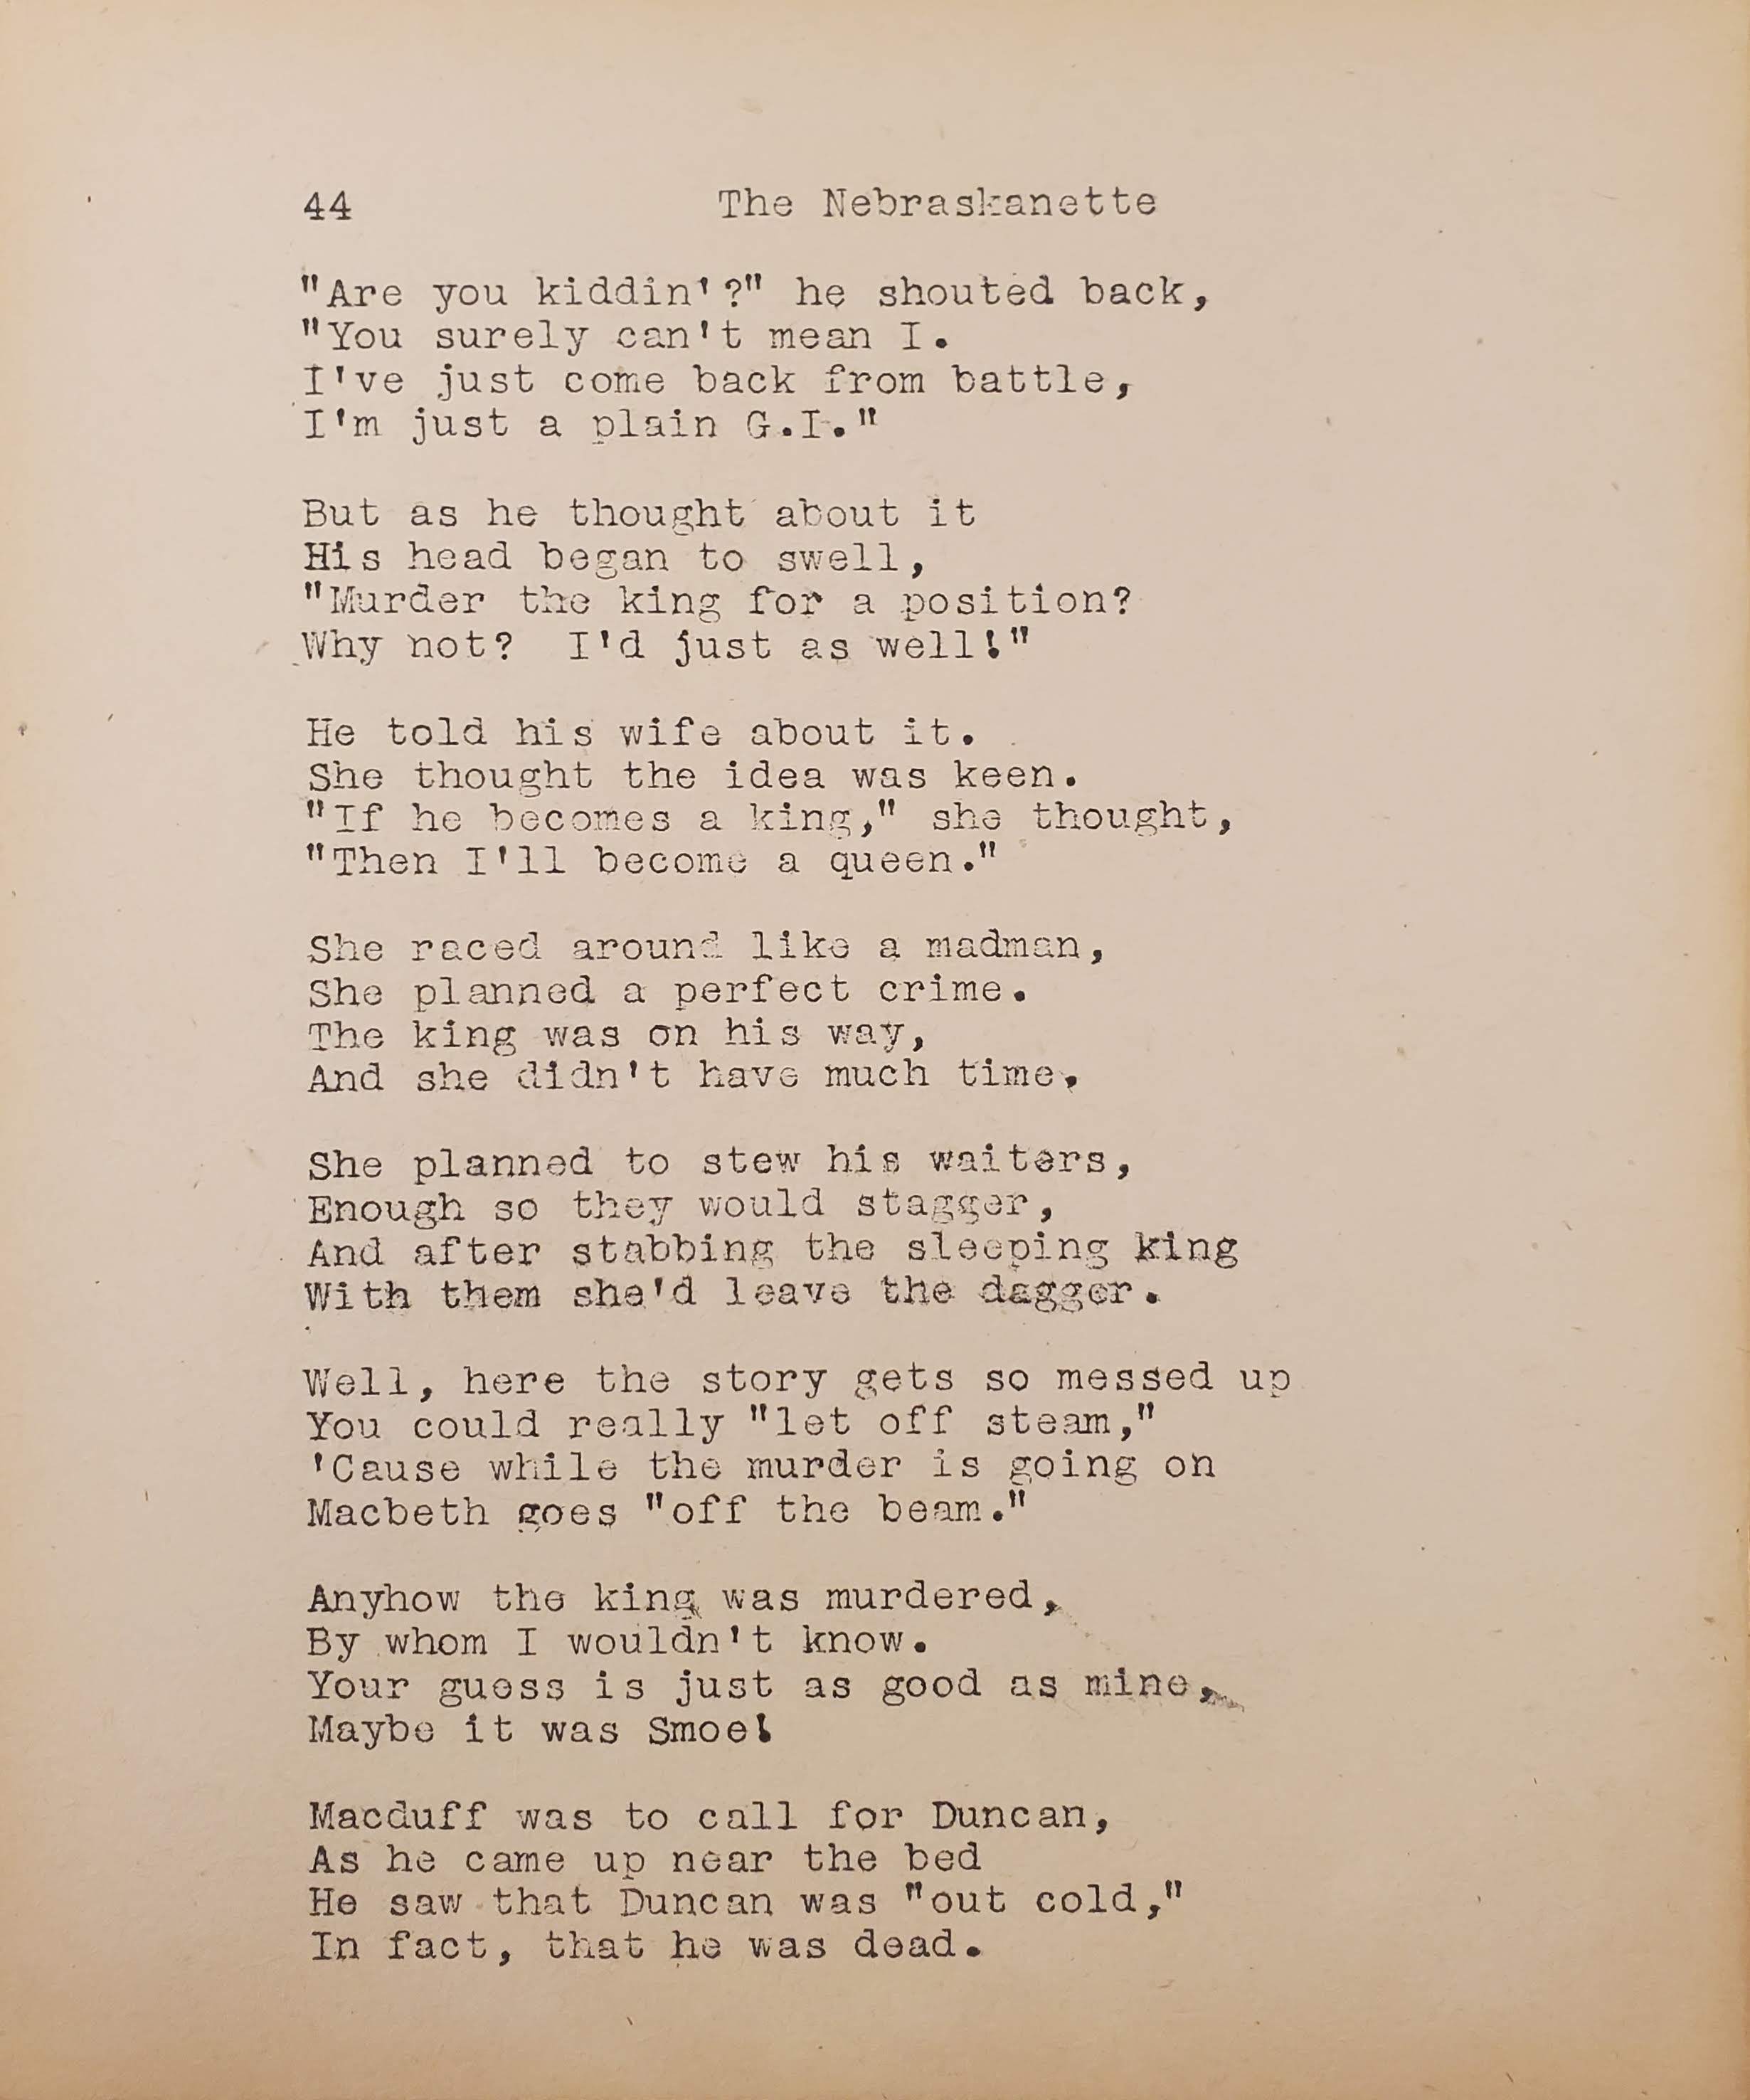 44 The Nebraskanette
"Are you kiddin'?" he shouted back,
"You surely can't mean I.
I've just come back from battle,
I'm just a plain G.I."
But as he thought about it
His head began to swell,
"Murder the king for a position?
Why not? I'd just as well!"
He told his wife about it.
She thought the idea was keen.
"If he becomes a king," she thought,
"Then I'll become a queen."
She raced around like a madman,
She planned a perfect crime.
The king was on his way,
And she didn't have much time.
She planned to stew his waiters,
Enough so they would stagger,
And after stabbing the sleeping king
With them she'd leave the dagger.
Well, here the story gets so messed up
You could really "let off steam,"
'Cause while the murder is going on
Macbeth goes "off the beam."
Anyhow the king was murdered,
By whom I wouldn't know.
Your guess is just as good as mine,
Maybe it was Smoe!
Macduff was to call for Duncan,
As he came up near the bed
He saw that Duncan was "out cold,"
In fact, that he was dead.